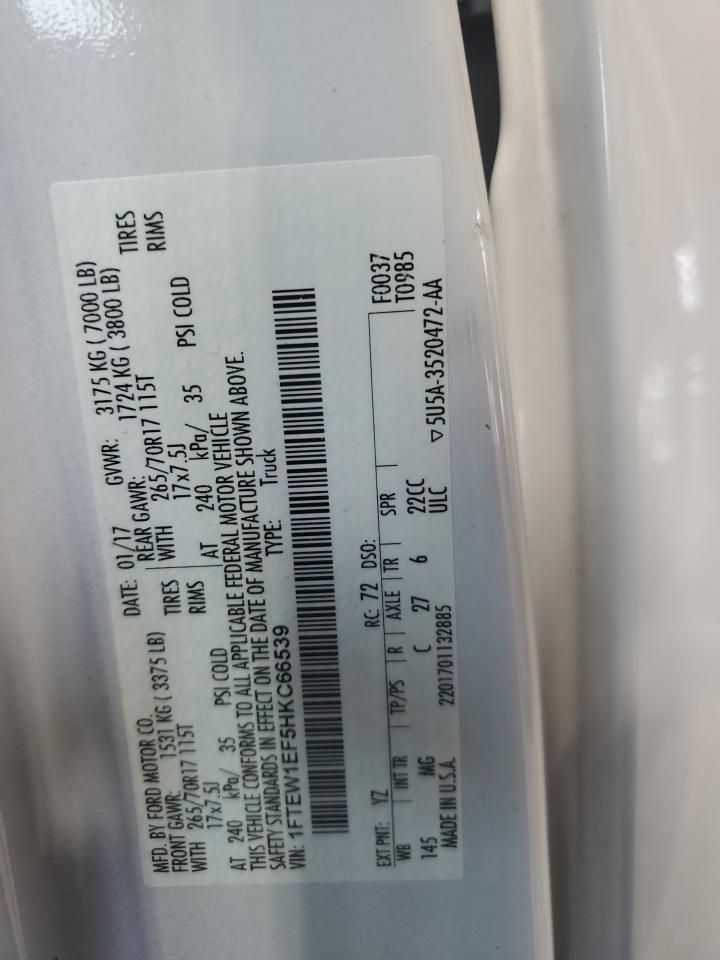 MFD. BY FORD MOTOR CO.
DATE: 01/17 GVWR: 3175 KG ( 7000 LB)
FRONT GAWR: 1531 KG ( 3375 LB) REAR GAWR: 1724 KG ( 3800 LB)
WITH 265/70R17 115T TIRES WITH 265/70R17 115T TIRES
17x7.5J RIMS 17x7.5J RIMS
AT 240 kPa/ 35 PSI COLD AT 240 kPa/ 35 PSI COLD
THIS VEHICLE CONFORMS TO ALL APPLICABLE FEDERAL MOTOR VEHICLE
SAFETY STANDARDS IN EFFECT ON THE DATE OF MANUFACTURE SHOWN ABOVE.
VIN: 1FTEW1EF5HKC66539 TYPE: Truck
EXT PNT: YZ RC: 72 DSO: F0037
WB INT TR TP/PS R AXLE TR SPR T0985
145 MG C 27 6 22CC
MADE IN U.S.A. 2201701132885 ULC ▽5U5A-3520472-AA